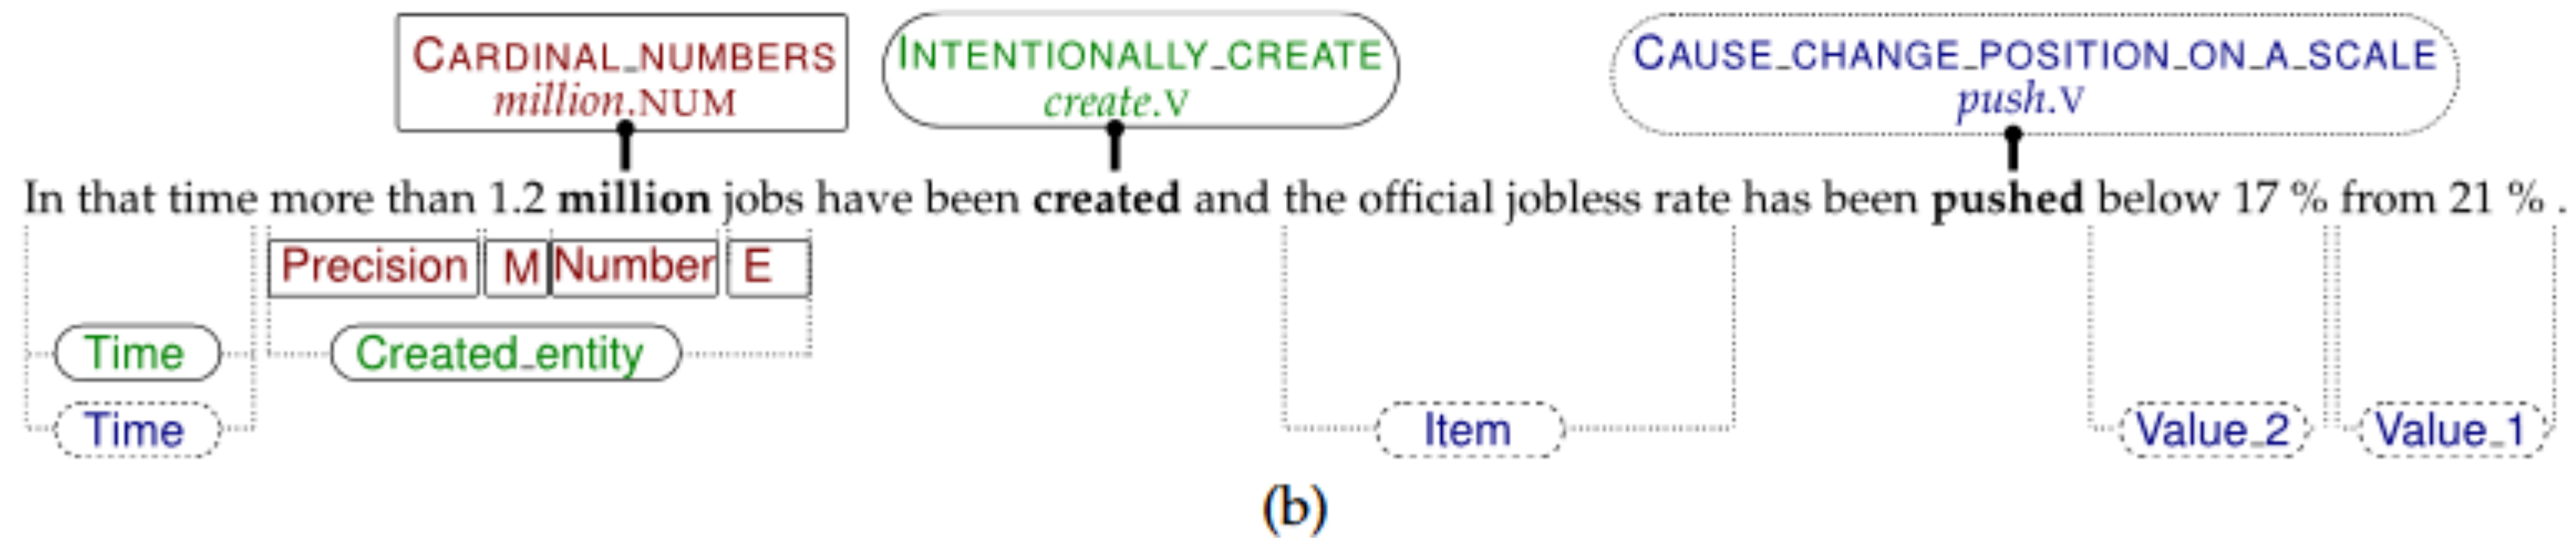 CARDINAL_NUMBERS INTENTIONALLY_CREATE CAUSE_CHANGE_POSITION_ON_A_SCALE
million.NUM create.V push.V
In that time more than 1.2 million jobs have been created and the official jobless rate has been pushed below 17 % from 21 % .
Precision M Number E
Time Created_entity
Time Item Value_2 Value_1
(b)